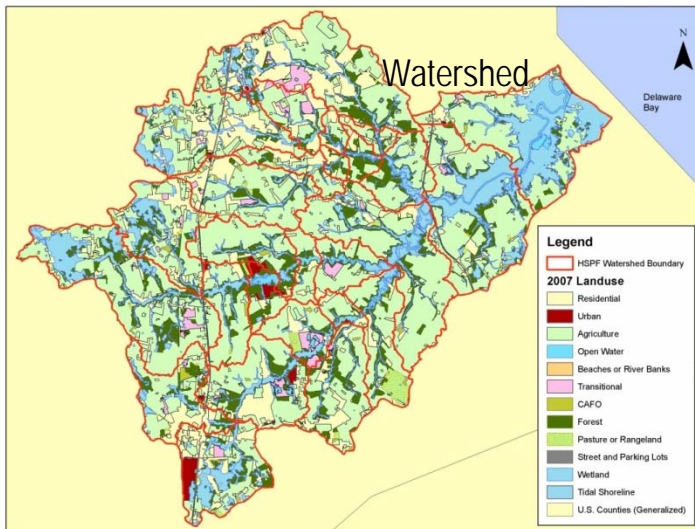 Watershed
N
Delaware
Bay
Legend
HSPF Watershed Boundary
2007 Landuse
Residential
Urban
Agriculture
Open Water
Beaches or River Banks
Transitional
CAFO
Forest
Pasture or Rangeland
Street and Parking Lots
Wetland
Tidal Shoreline
U.S. Counties (Generalized)